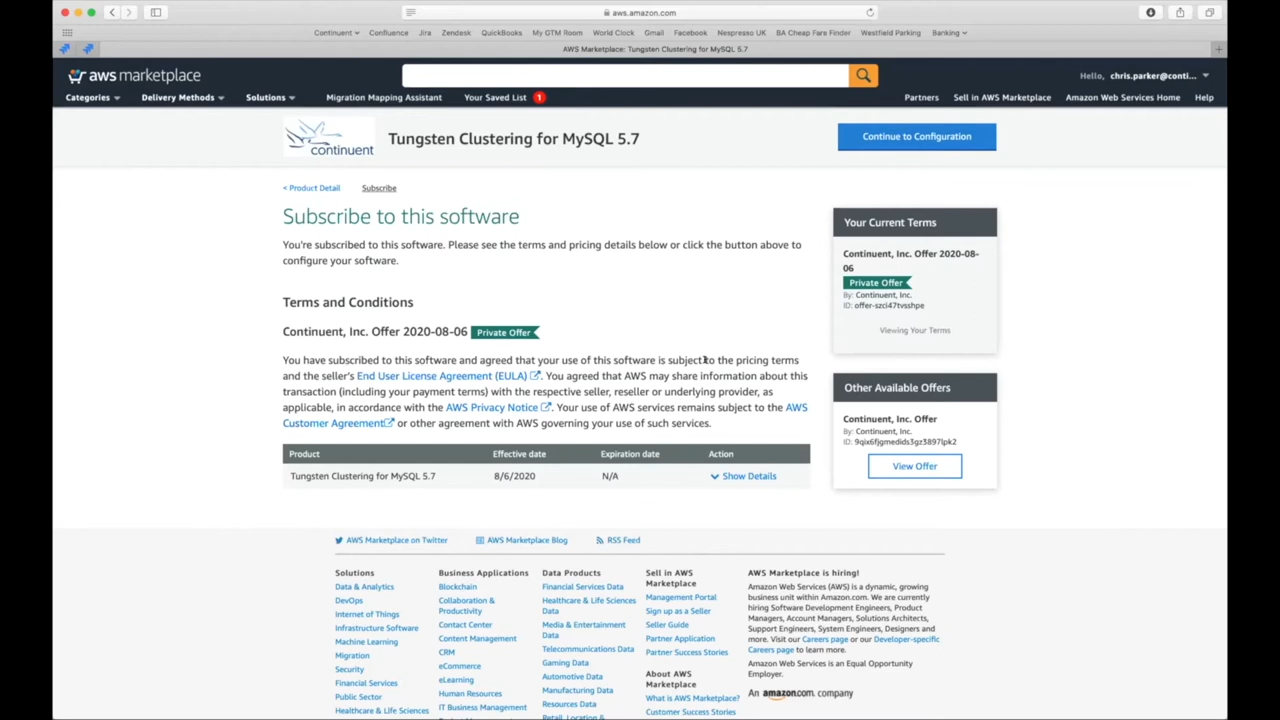 aws.amazon.com
Continuent
Confluence
Jira
Zendesk
QuickBooks
My GTM Room
World Clock
Gmail
Facebook
Nespresso UK
BA Cheap Fare Finder
Westfield Parking
Banking
AWS Marketplace: Tungsten Clustering for MySQL 5.7
aws marketplace
Hello, chris.parker@conti...
Categories
Delivery Methods
Solutions
Migration Mapping Assistant
Your Saved List 1
Partners
Sell in AWS Marketplace
Amazon Web Services Home
Help
continuent
Tungsten Clustering for MySQL 5.7
Continue to Configuration
< Product Detail Subscribe
Subscribe to this software
You're subscribed to this software. Please see the terms and pricing details below or click the button above to
configure your software.
Terms and Conditions
Continuent, Inc. Offer 2020-08-06 Private Offer
You have subscribed to this software and agreed that your use of this software is subject to the pricing terms
and the seller's End User License Agreement (EULA). You agreed that AWS may share information about this
transaction (including your payment terms) with the respective seller, reseller or underlying provider, as
applicable, in accordance with the AWS Privacy Notice. Your use of AWS services remains subject to the AWS
Customer Agreement or other agreement with AWS governing your use of such services.
Product Effective date Expiration date Action
Tungsten Clustering for MySQL 5.7 8/6/2020 N/A Show Details
Your Current Terms
Continuent, Inc. Offer 2020-08-
06
Private Offer
By: Continuent, Inc.
ID: offer-szci47tvsshpe
Viewing Your Terms
Other Available Offers
Continuent, Inc. Offer
By: Continuent, Inc.
ID: 9qix6fjgmedids3gz3897lpk2
View Offer
AWS Marketplace on Twitter
AWS Marketplace Blog
RSS Feed
Solutions
Data & Analytics
DevOps
Internet of Things
Infrastructure Software
Machine Learning
Migration
Security
Financial Services
Public Sector
Healthcare & Life Sciences
Business Applications
Blockchain
Collaboration &
Productivity
Contact Center
Content Management
CRM
eCommerce
eLearning
Human Resources
IT Business Management
Data Products
Financial Services Data
Healthcare & Life Sciences
Data
Media & Entertainment
Data
Telecommunications Data
Gaming Data
Automotive Data
Manufacturing Data
Resources Data
Retail, Location &
Sell in AWS
Marketplace
Management Portal
Sign up as a Seller
Seller Guide
Partner Application
Partner Success Stories
About AWS
Marketplace
What is AWS Marketplace?
Customer Success Stories
AWS Marketplace is hiring!
Amazon Web Services (AWS) is a dynamic, growing
business unit within Amazon.com. We are currently
hiring Software Development Engineers, Product
Managers, Account Managers, Solutions Architects,
Support Engineers, System Engineers, Designers and
more. Visit our Careers page or our Developer-specific
Careers page to learn more.
Amazon Web Services is an Equal Opportunity
Employer.
An amazon.com company